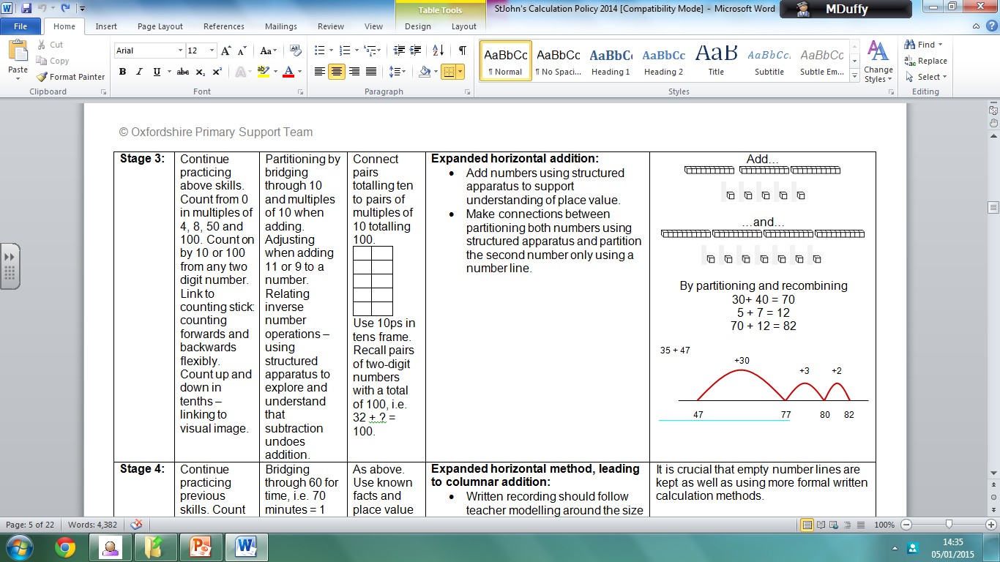 StJohn's Calculation Policy 2014 [Compatibility Mode] - Microsoft Word
Table Tools
MDuffy
File Home Insert Page Layout References Mailings Review View Design Layout
Paste
Cut
Copy
Format Painter
Clipboard
Arial 12
Font
Paragraph
AaBbCc AaBbCc AaBbCc AaBbCc AaB AaBbCc. AaBbCc.
¶ Normal ¶ No Spaci... Heading 1 Heading 2 Title Subtitle Subtle Em...
Change
Styles
Styles
Find
Replace
Select
Editing
© Oxfordshire Primary Support Team
Stage 3:
Continue
practicing
above skills.
Count from 0
in multiples of
4, 8, 50 and
100. Count on
by 10 or 100
from any two
digit number.
Link to
counting stick:
counting
forwards and
backwards
flexibly.
Count up and
down in
tenths –
linking to
visual image.
Partitioning by
bridging
through 10
and multiples
of 10 when
adding.
Adjusting
when adding
11 or 9 to a
number.
Relating
inverse
number
operations –
using
structured
apparatus to
explore and
understand
that
subtraction
undoes
addition.
Connect
pairs
totalling ten
to pairs of
multiples of
10 totalling
100.
Use 10ps in
tens frame.
Recall pairs
of two-digit
numbers
with a total
of 100, i.e.
32 + ? =
100.
Expanded horizontal addition:
• Add numbers using structured
apparatus to support
understanding of place value.
• Make connections between
partitioning both numbers using
structured apparatus and partition
the second number only using a
number line.
Add…
…and…
By partitioning and recombining
30+ 40 = 70
5 + 7 = 12
70 + 12 = 82
35 + 47
+30 +3 +2
47 77 80 82
Stage 4:
Continue
practicing
previous
skills. Count
Bridging
through 60 for
time, i.e. 70
minutes = 1
As above.
Use known
facts and
place value
Expanded horizontal method, leading
to columnar addition:
• Written recording should follow
teacher modelling around the size
It is crucial that empty number lines are
kept as well as using more formal written
calculation methods.
Page: 5 of 22 Words: 4,382 100%
14:35
05/01/2015